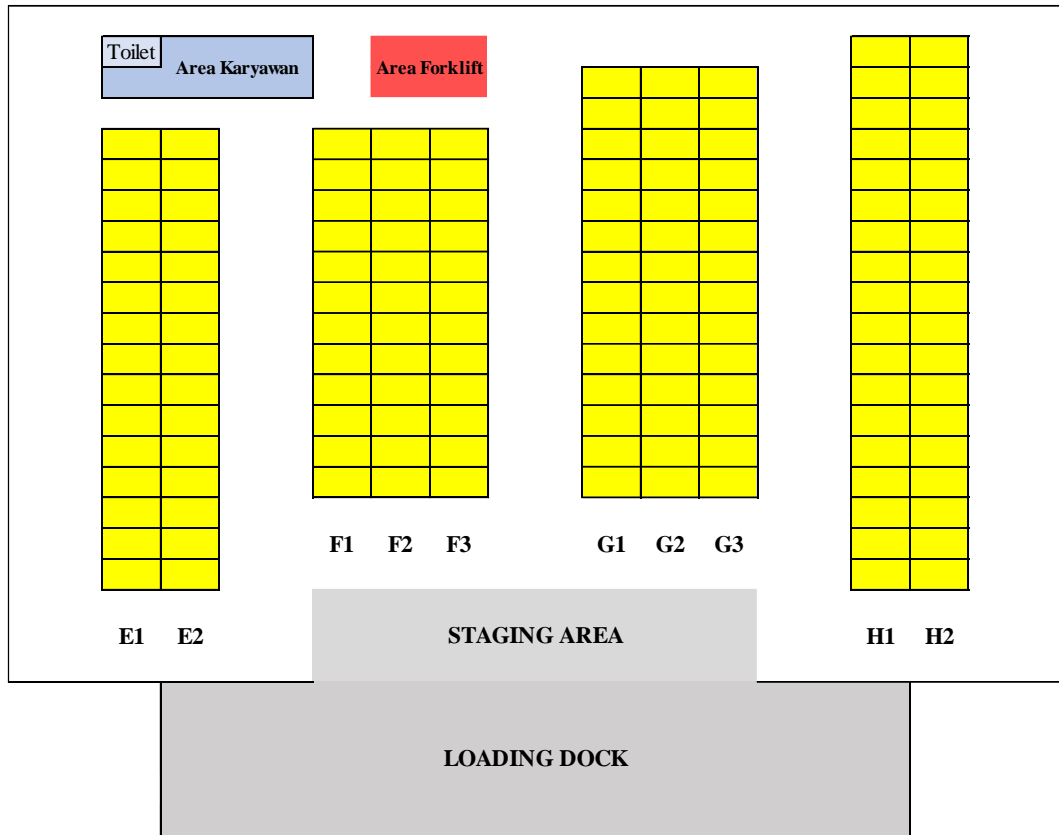 Toilet
Area Karyawan
Area Forklift
F1 F2 F3
G1 G2 G3
E1 E2
STAGING AREA
H1 H2
LOADING DOCK